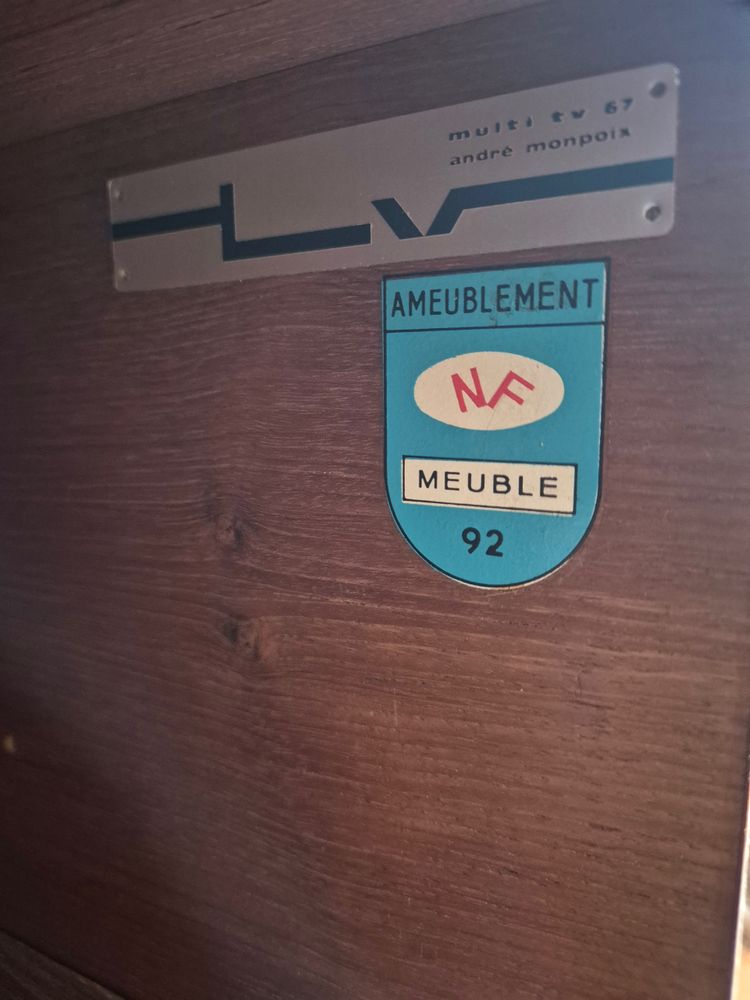 multi tv 67
andré monpoix
LV
AMEUBLEMENT
NF
MEUBLE
92